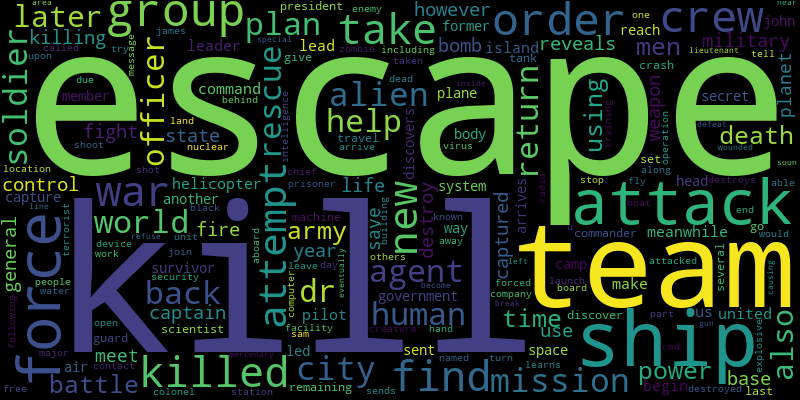 president enemy
later group plan take however order crew
area near
killing called try james leader lead former bomb island reach one john
upon message special zombie give including reveals men military
soldier officer escape
due command rescue taken dead plane crash tank lieutenant tell
member behind alien secret planet
fight intelligence help discovers return using weapon
land state shoot body training operation defeat wounded death
location nuclear shot travel arrive virus set along soon
control war helicopter chief prisoner life system stop fly head destroys able
capture line another machine save new arrives attack
world black known way radio boat end
general terrorist device fire attempt army destroy captured commander meanwhile go
force kill team
people refuse unit aboard year building away left attacked would
water work join others camp several
survivor leave day agent become forced launch make
following security computer eventually government company board causing
back dr human break time discover part us united also
captain scientist pilot inside gun
open guard facility creature hand use ship explosive
major meet sam led sent space red power base
air contact mercenary city find mission begin destroyed last
battle killed remaining named turn learns
free colonel station sends